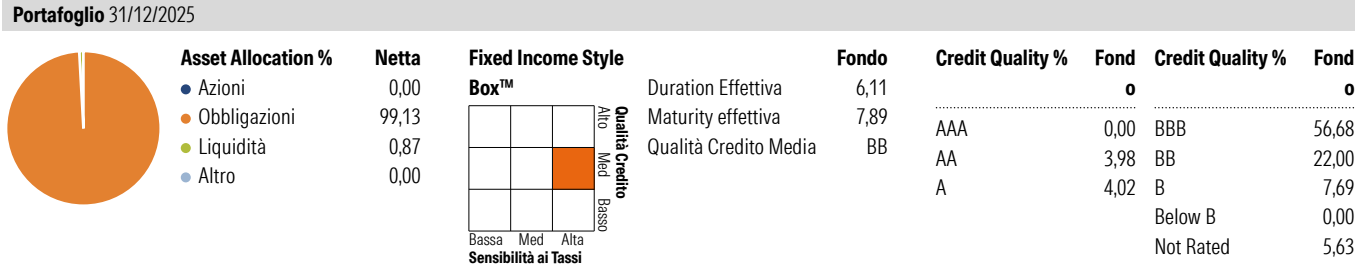 Portafoglio 31/12/2025
Asset Allocation % Netta
Azioni 0,00
Obbligazioni 99,13
Liquidità 0,87
Altro 0,00
Fixed Income Style
Box™
Alto
Med
Basso
Qualità Credito
Bassa Med Alta
Sensibilità ai Tassi
Fondo
Duration Effettiva 6,11
Maturity effettiva 7,89
Qualità Credito Media BB
Credit Quality % Fond
o
AAA 0,00
AA 3,98
A 4,02
Credit Quality % Fond
o
BBB 56,68
BB 22,00
B 7,69
Below B 0,00
Not Rated 5,63